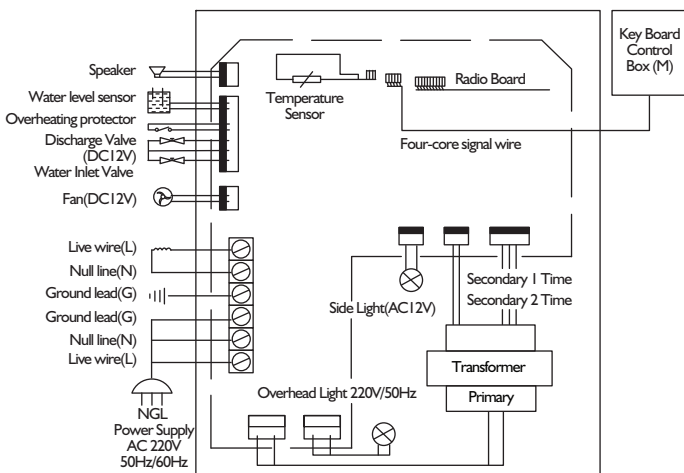 Key Board
Control
Box (M)
Speaker
Water level sensor
Overheating protector
Discharge Valve
(DC12V)
Water Inlet Valve
Fan(DC12V)
Temperature
Sensor
Radio Board
Four-core signal wire
Live wire(L)
Null line(N)
Ground lead(G)
Ground lead(G)
Null line(N)
Live wire(L)
Side Light(AC12V)
Secondary 1 Time
Secondary 2 Time
Transformer
Primary
Overhead Light 220V/50Hz
NGL
Power Supply
AC 220V
50Hz/60Hz